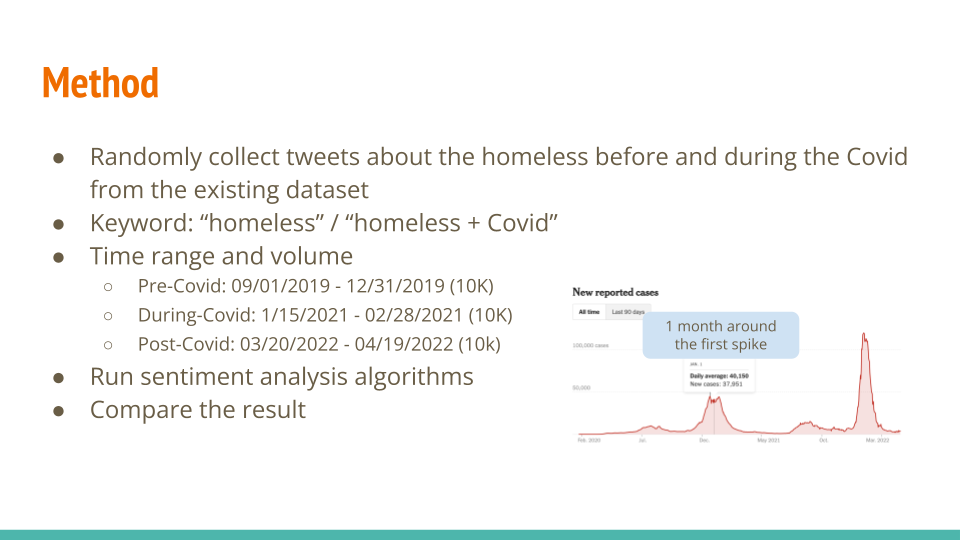 Method
● Randomly collect tweets about the homeless before and during the Covid
from the existing dataset
● Keyword: “homeless” / “homeless + Covid”
● Time range and volume
○ Pre-Covid: 09/01/2019 - 12/31/2019 (10K)
○ During-Covid: 1/15/2021 - 02/28/2021 (10K)
○ Post-Covid: 03/20/2022 - 04/19/2022 (10k)
● Run sentiment analysis algorithms
● Compare the result
New reported cases
All time Last 90 days
1 month around
the first spike
100,000 cases
JAN. 1
Daily average: 40,150
New cases: 37,951
50,000
Feb. 2020 Jul. Dec. May 2021 Oct. Mar. 2022